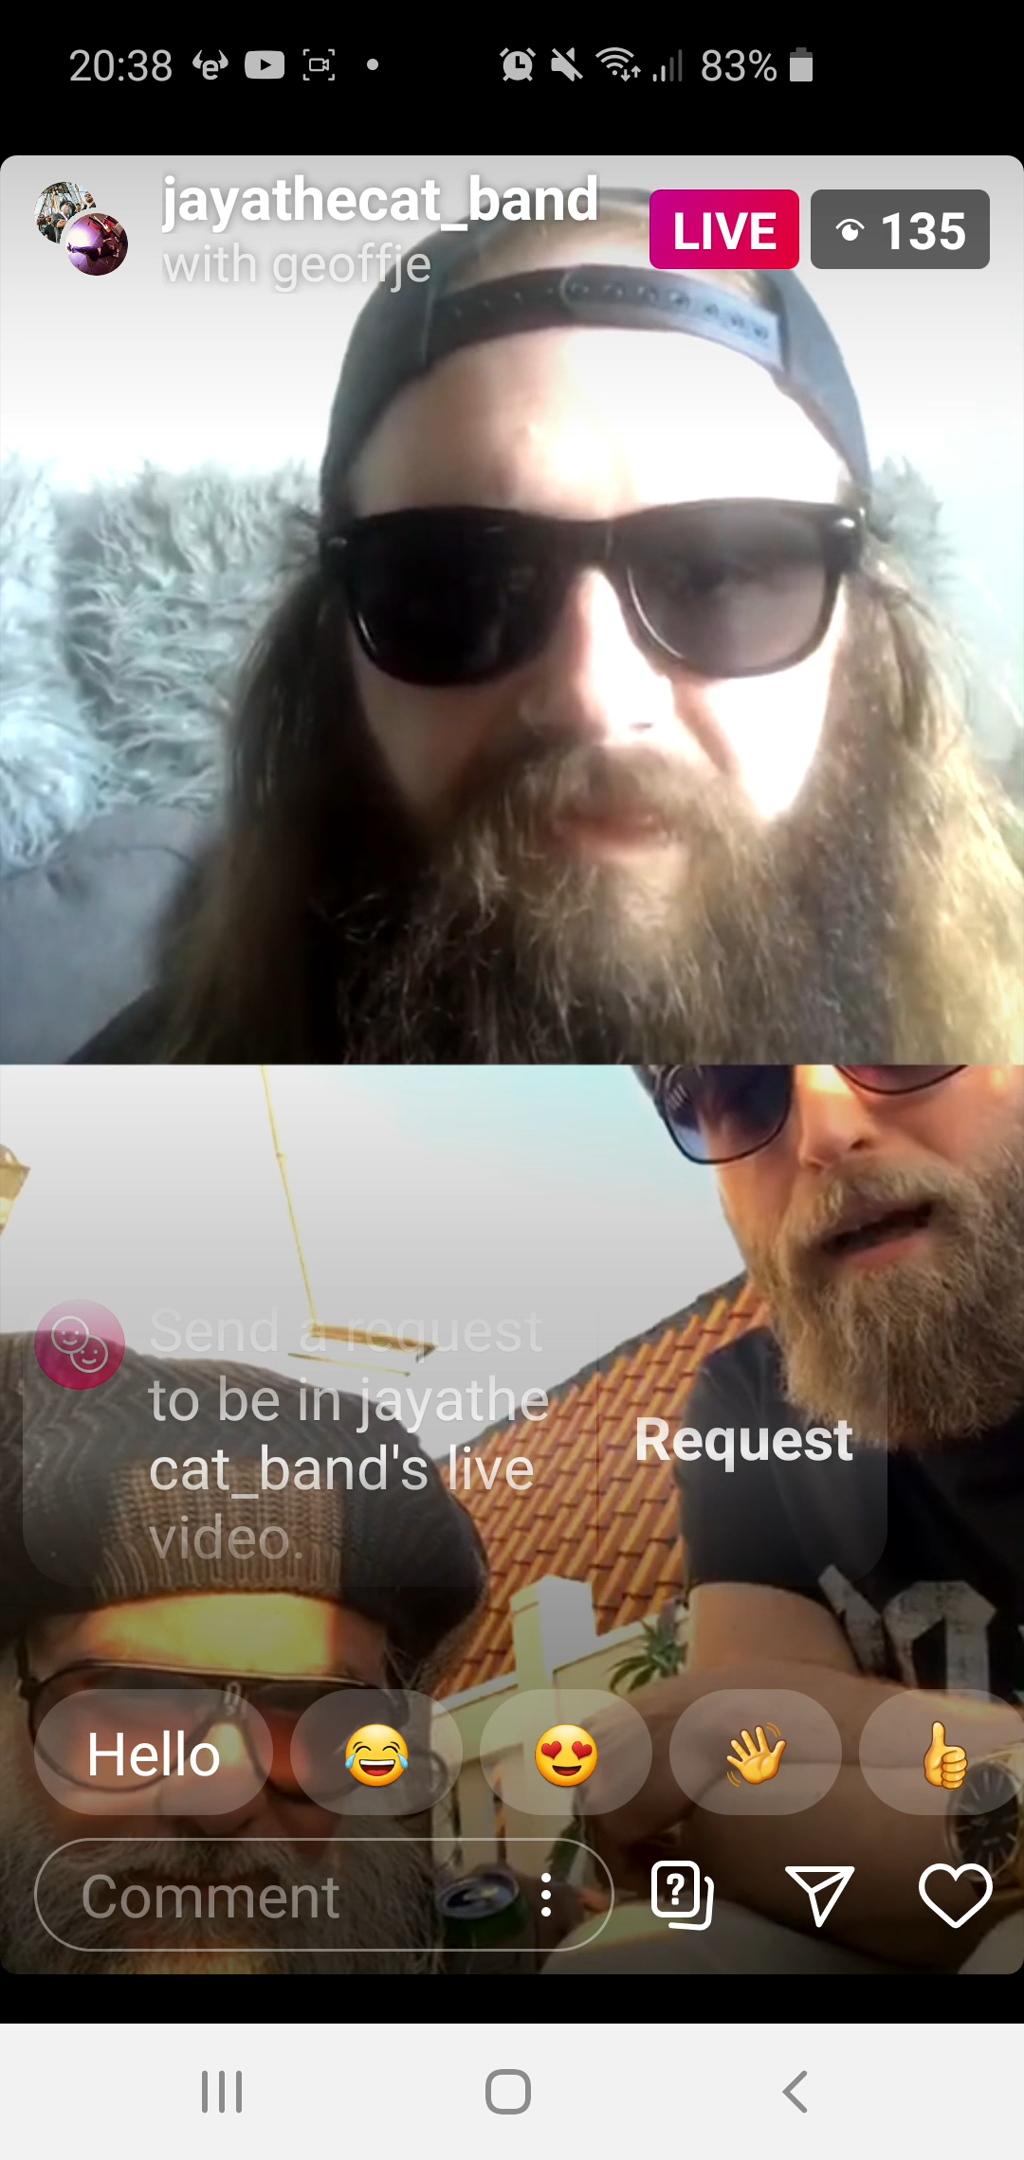 20:38
83%
jayathecat_band
with geoffje
LIVE
135
Send a request
to be in jayathe
cat_band's live
video.
Request
Hello
Comment